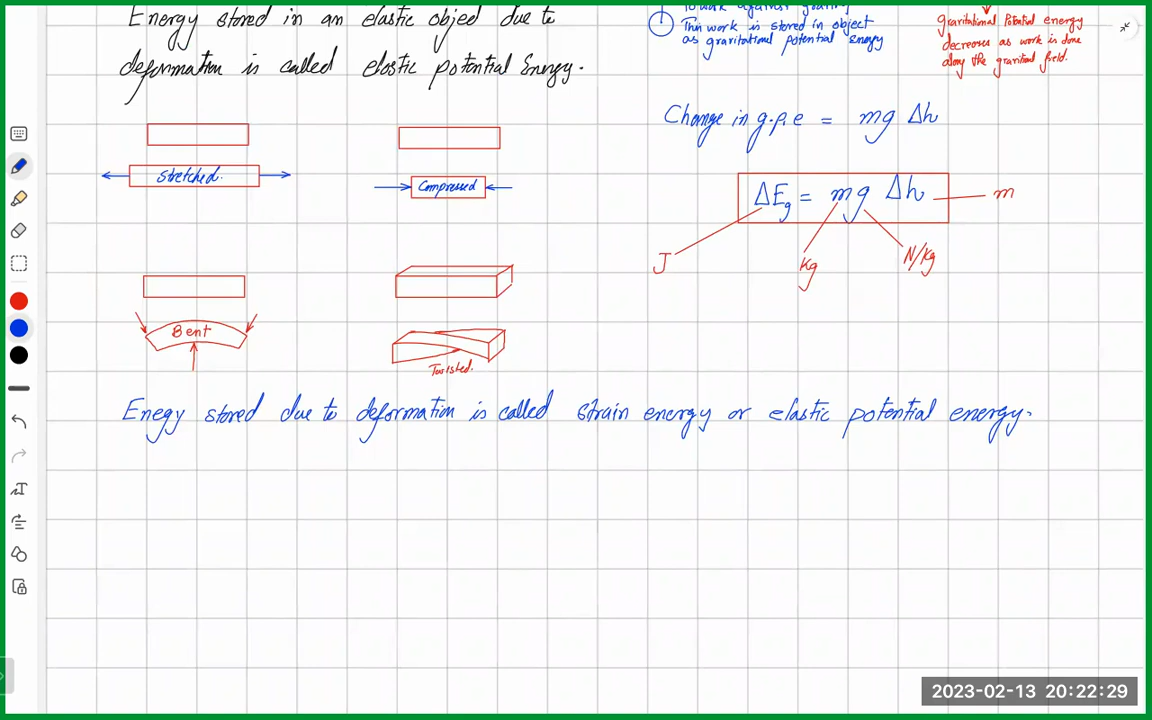 Energy stored in an elastic objed due to
deformation is called elastic potential Energy.
Stretched.
Compressed
Bent
Twisted.
This work is stored in object
as gravitational potential energy
gravitational Potential energy
decreases as work is done
along the gravitional field.
Change in g.p.e = mg Δh
ΔEg = mg Δh
m
J
Kg
N/Kg
Enegy stored due to deformation is called strain energy or elastic potential energy.
2023-02-13 20:22:29